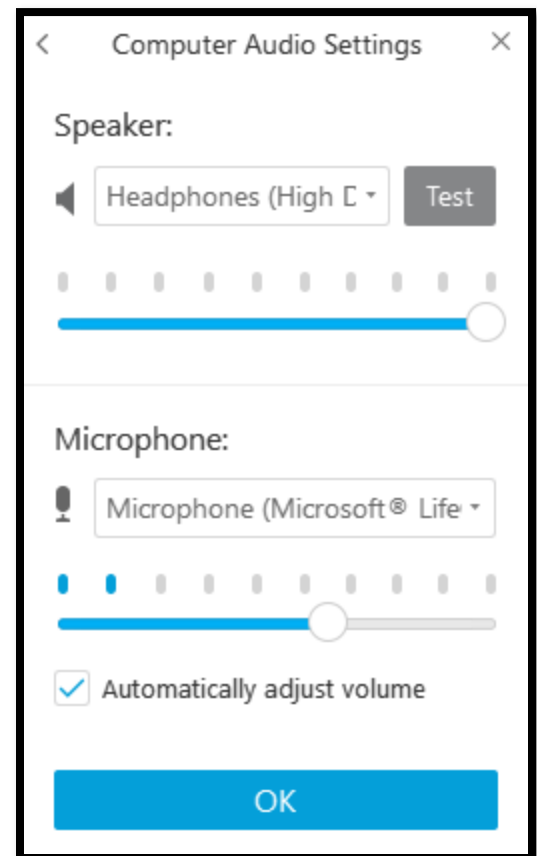 Computer Audio Settings
Speaker:
Headphones (High D
Test
Microphone:
Microphone (Microsoft® Life
Automatically adjust volume
OK